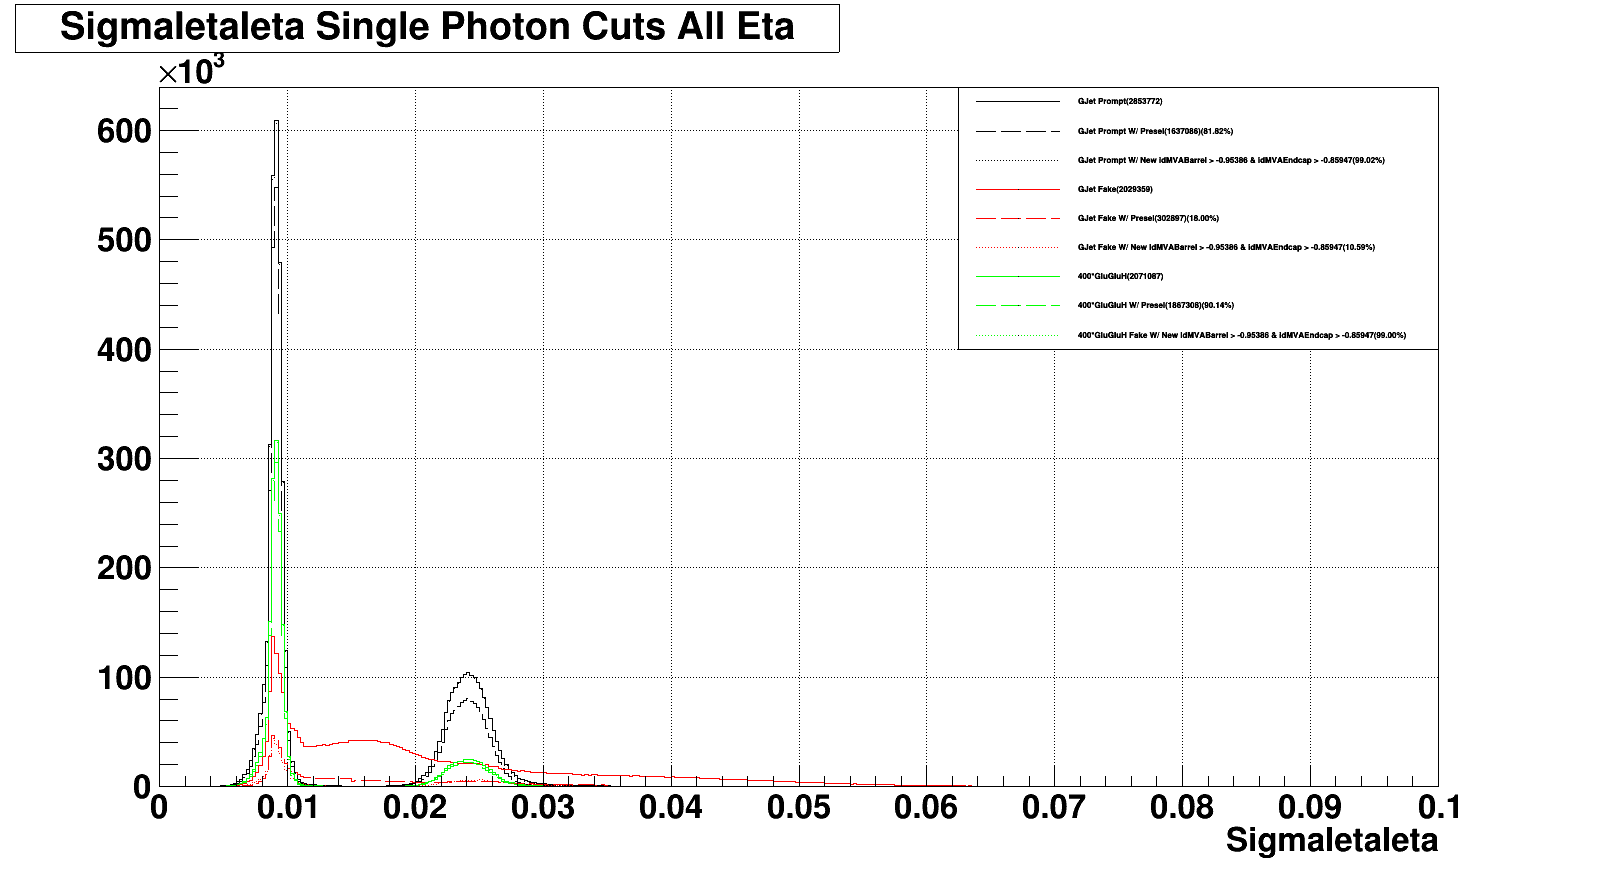 SigmaIetaIeta Single Photon Cuts All Eta
×10³
600
500
400
300
200
100
0
GJet Prompt(2853772)
GJet Prompt W/ Presel(1637086)(81.82%)
GJet Prompt W/ New idMVABarrel > -0.95386 & idMVAEndcap > -0.85947(99.02%)
GJet Fake(2029359)
GJet Fake W/ Presel(302897)(18.00%)
GJet Fake W/ New idMVABarrel > -0.95386 & idMVAEndcap > -0.85947(10.59%)
400*GluGluH(2071087)
400*GluGluH W/ Presel(1867308)(90.14%)
400*GluGluH Fake W/ New idMVABarrel > -0.95386 & idMVAEndcap > -0.85947(99.00%)
0 0.01 0.02 0.03 0.04 0.05 0.06 0.07 0.08 0.09 0.1
SigmaIetaIeta